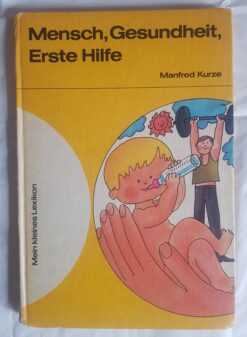 Mensch, Gesundheit,
Erste Hilfe
Manfred Kurze
Mein kleines Lexikon